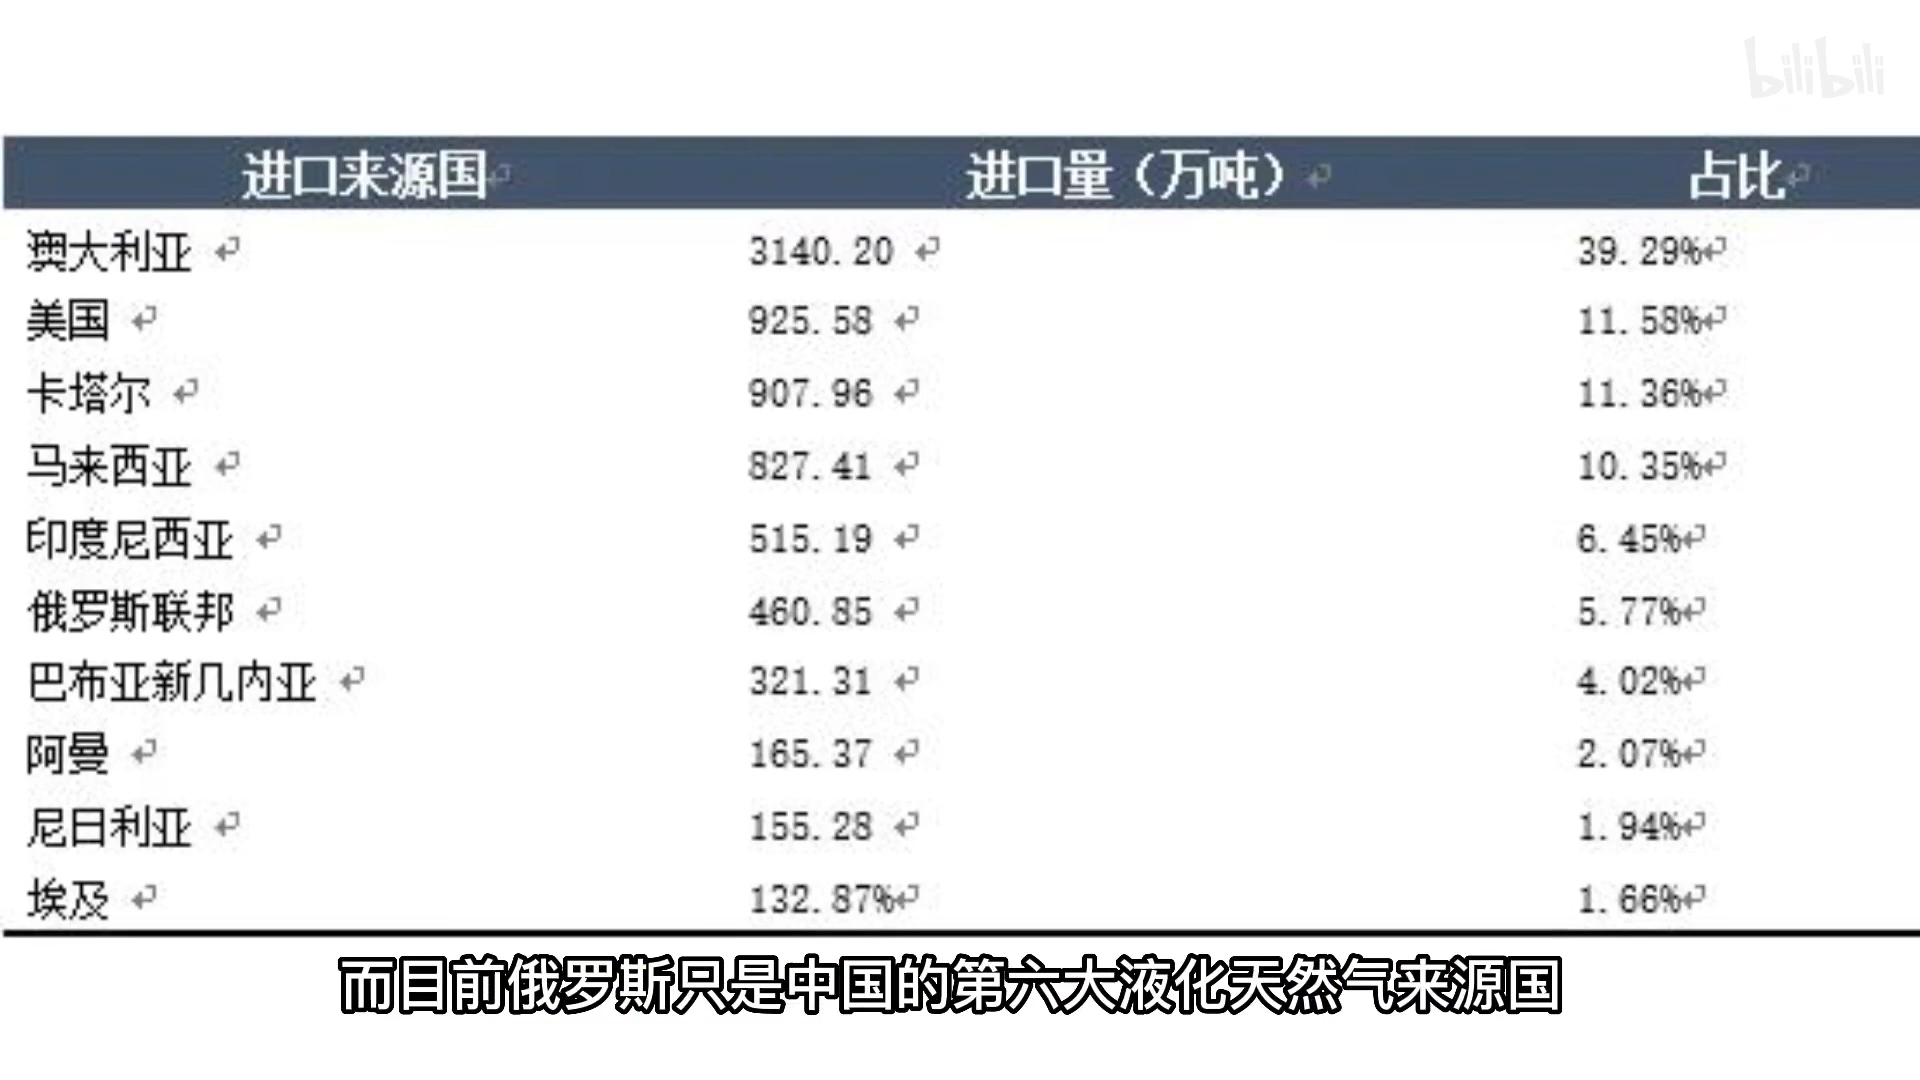 bilibili
进口来源国 进口量（万吨） 占比
澳大利亚 3140.20 39.29%
美国 925.58 11.58%
卡塔尔 907.96 11.36%
马来西亚 827.41 10.35%
印度尼西亚 515.19 6.45%
俄罗斯联邦 460.85 5.77%
巴布亚新几内亚 321.31 4.02%
阿曼 165.37 2.07%
尼日利亚 155.28 1.94%
埃及 132.87% 1.66%
而目前俄罗斯只是中国的第六大液化天然气来源国